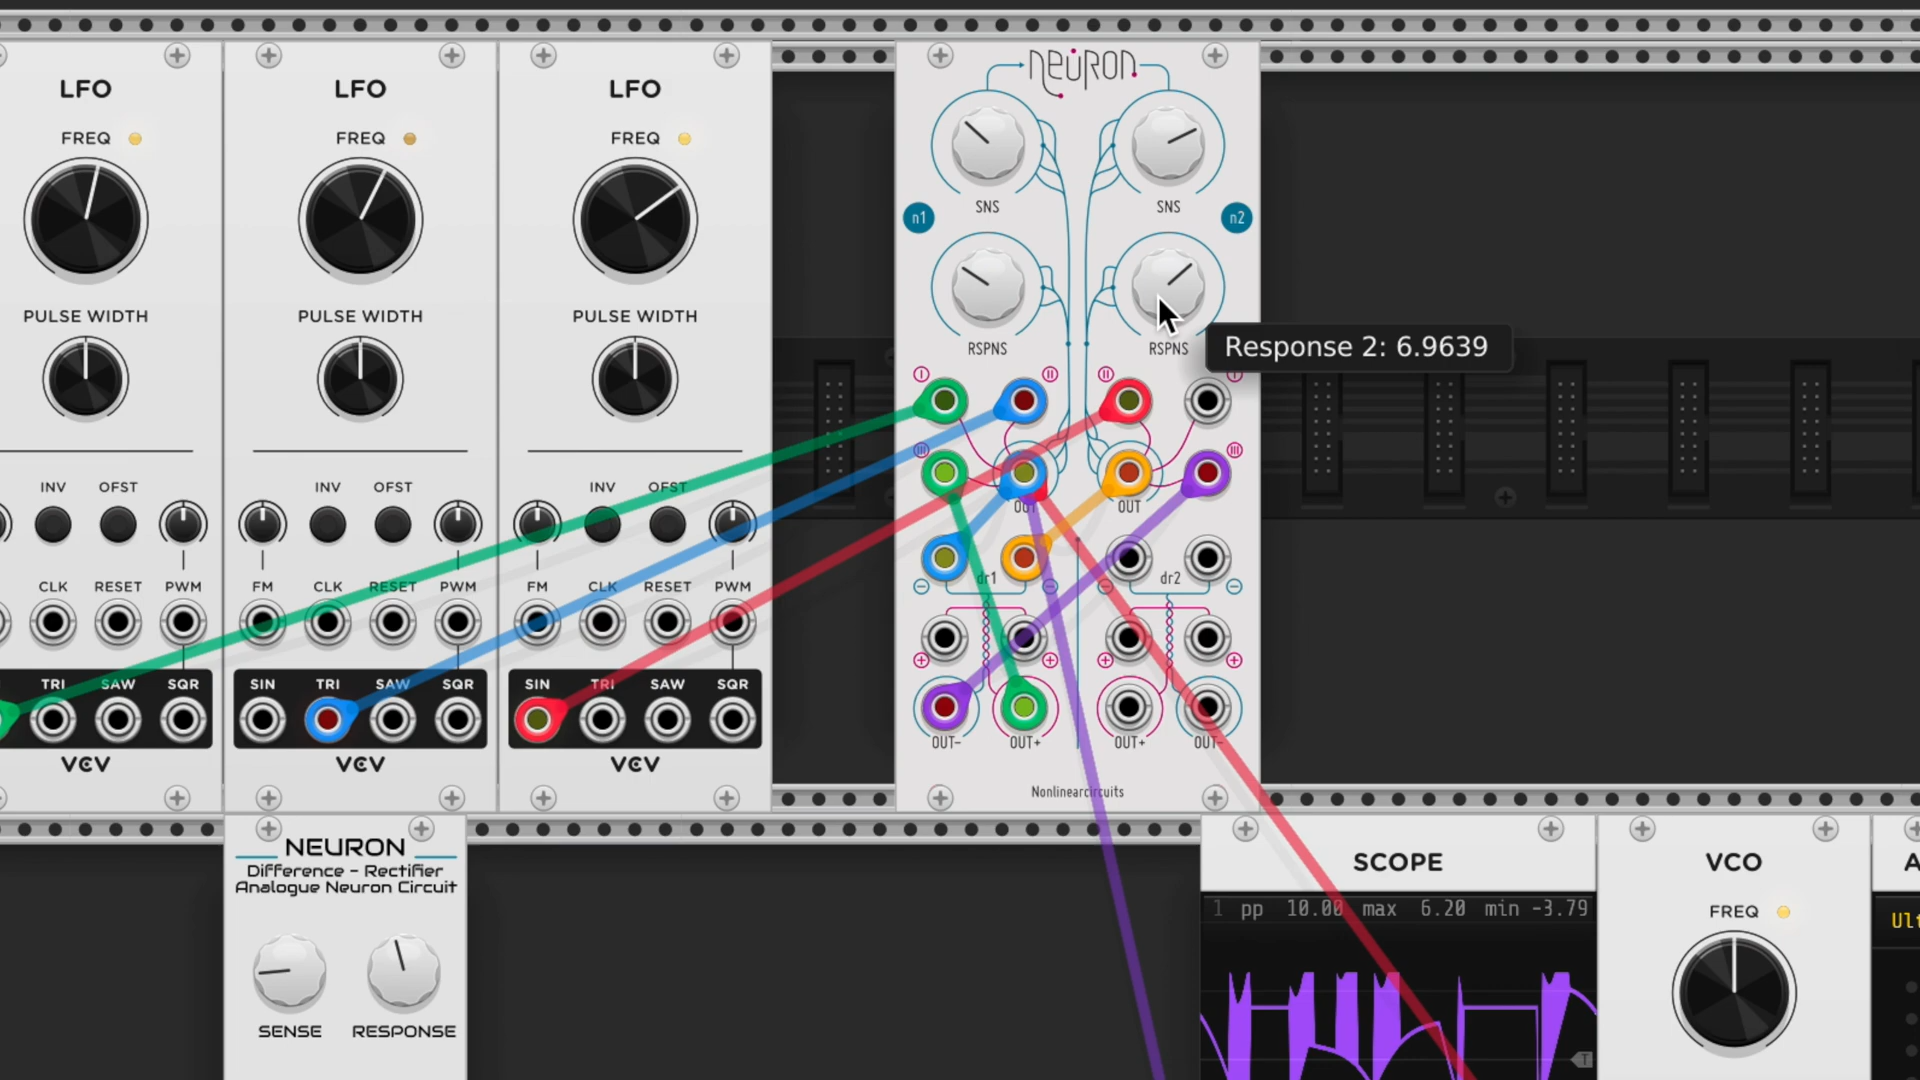 LFO
FREQ
PULSE WIDTH
INV OFST
CLK RESET PWM
TRI SAW SQR
VCV
LFO
FREQ
PULSE WIDTH
INV OFST
FM CLK RESET PWM
SIN TRI SAW SQR
VCV
LFO
FREQ
PULSE WIDTH
INV OFST
FM CLK RESET PWM
SIN TRI SAW SQR
VCV
neuron
SNS SNS
n1 n2
RSPNS RSPNS
Response 2: 6.9639
I II II I
III III
OUT OUT
dr1 dr2
OUT- OUT+ OUT+ OUT-
Nonlinearcircuits
NEURON
Difference - Rectifier
Analogue Neuron Circuit
SENSE RESPONSE
SCOPE
1 pp 10.00 max 6.20 min -3.79
T
VCO
FREQ